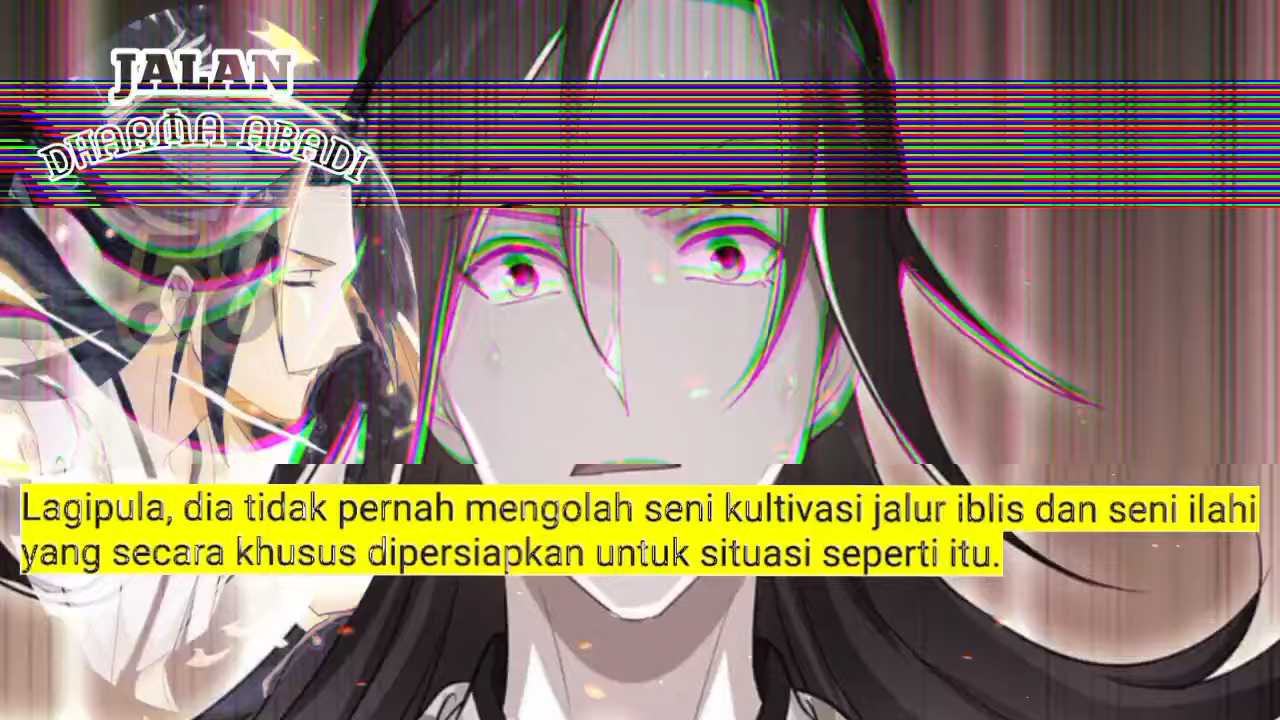 JALAN
DHARMA ABADI
Lagipula, dia tidak pernah mengolah seni kultivasi jalur iblis dan seni ilahi
yang secara khusus dipersiapkan untuk situasi seperti itu.